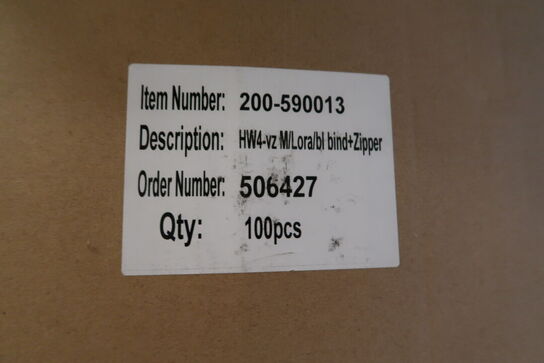 Item Number: 200-590013
Description: HW4-vz M/Lora/bl bind+Zipper
Order Number: 506427
Qty: 100pcs